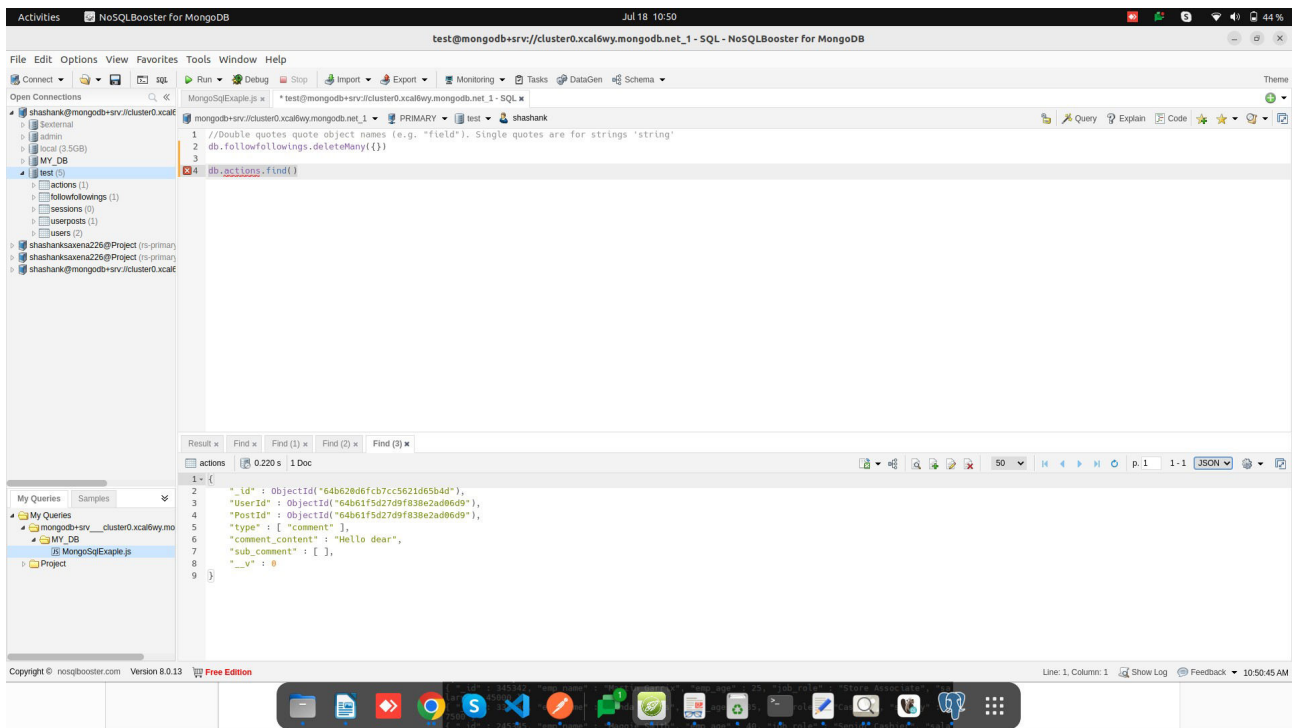 Activities NoSQLBooster for MongoDB Jul 18 10:50 44 %
test@mongodb+srv://cluster0.xcal6wy.mongodb.net_1 - SQL - NoSQLBooster for MongoDB
File Edit Options View Favorites Tools Window Help
Connect SQL Run Debug Stop Import Export Monitoring Tasks DataGen Schema Theme
Open Connections
MongoSqlExaple.js * test@mongodb+srv://cluster0.xcal6wy.mongodb.net_1 - SQL
shashank@mongodb+srv://cluster0.xcal6
$external
admin
local (3.5GB)
MY_DB
test (5)
actions (1)
followfollowings (1)
sessions (0)
userposts (1)
users (2)
shashanksaxena226@Project (rs-primary
shashanksaxena226@Project (rs-primary
shashank@mongodb+srv://cluster0.xcal6
mongodb+srv://cluster0.xcal6wy.mongodb.net_1 PRIMARY test shashank Query Explain Code
1 //Double quotes quote object names (e.g. "field"). Single quotes are for strings 'string'
2 db.followfollowings.deleteMany({})
3
4 db.actions.find()
Result Find Find (1) Find (2) Find (3)
actions 0.220 s 1 Doc 50 p. 1 1-1 JSON
1 {
2 "_id" : ObjectId("64b620d6fcb7cc5621d65b4d"),
3 "UserId" : ObjectId("64b61f5d27d9f838e2ad06d9"),
4 "PostId" : ObjectId("64b61f5d27d9f838e2ad06d9"),
5 "type" : [ "comment" ],
6 "comment_content" : "Hello dear",
7 "sub_comment" : [ ],
8 "__v" : 0
9 }
My Queries Samples
My Queries
mongodb+srv___cluster0.xcal6wy.mo
MY_DB
MongoSqlExaple.js
Project
Copyright © nosqlbooster.com Version 8.0.13 Free Edition Line: 1, Column: 1 Show Log Feedback 10:50:45 AM